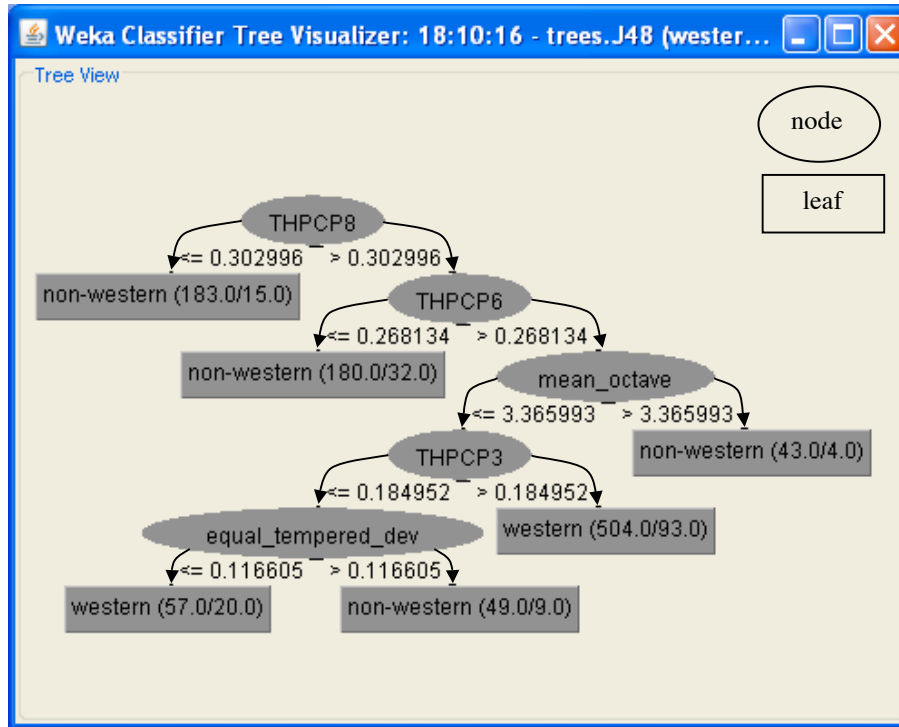 Weka Classifier Tree Visualizer: 18:10:16 - trees.J48 (wester...
Tree View
node
leaf
THPCP8
<= 0.302996 > 0.302996
non-western (183.0/15.0)
THPCP6
<= 0.268134 > 0.268134
non-western (180.0/32.0)
mean_octave
<= 3.365993 > 3.365993
THPCP3
non-western (43.0/4.0)
<= 0.184952 > 0.184952
equal_tempered_dev
western (504.0/93.0)
<= 0.116605 > 0.116605
western (57.0/20.0)
non-western (49.0/9.0)